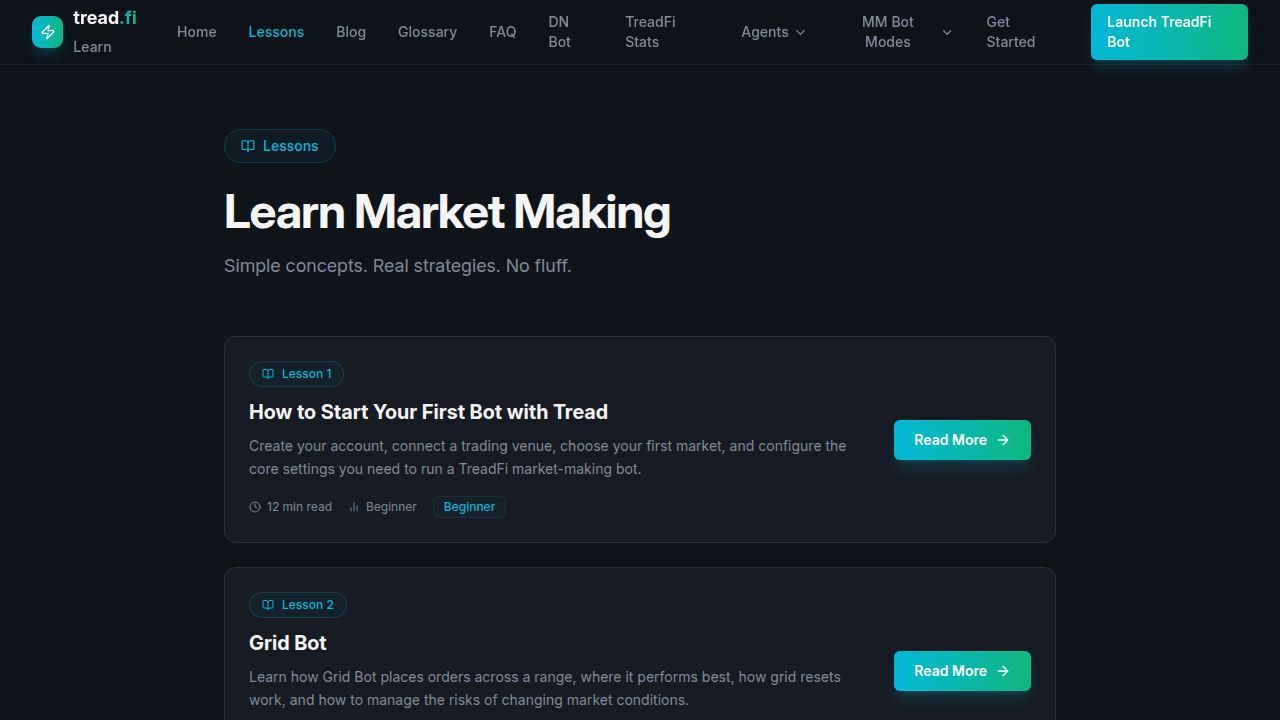 tread.fi
Learn
Home
Lessons
Blog
Glossary
FAQ
DN
Bot
TreadFi
Stats
Agents
MM Bot
Modes
Get
Started
Launch TreadFi
Bot
Lessons
Learn Market Making
Simple concepts. Real strategies. No fluff.
Lesson 1
How to Start Your First Bot with Tread
Create your account, connect a trading venue, choose your first market, and configure the
core settings you need to run a TreadFi market-making bot.
Read More
12 min read
Beginner
Beginner
Lesson 2
Grid Bot
Learn how Grid Bot places orders across a range, where it performs best, how grid resets
work, and how to manage the risks of changing market conditions.
Read More